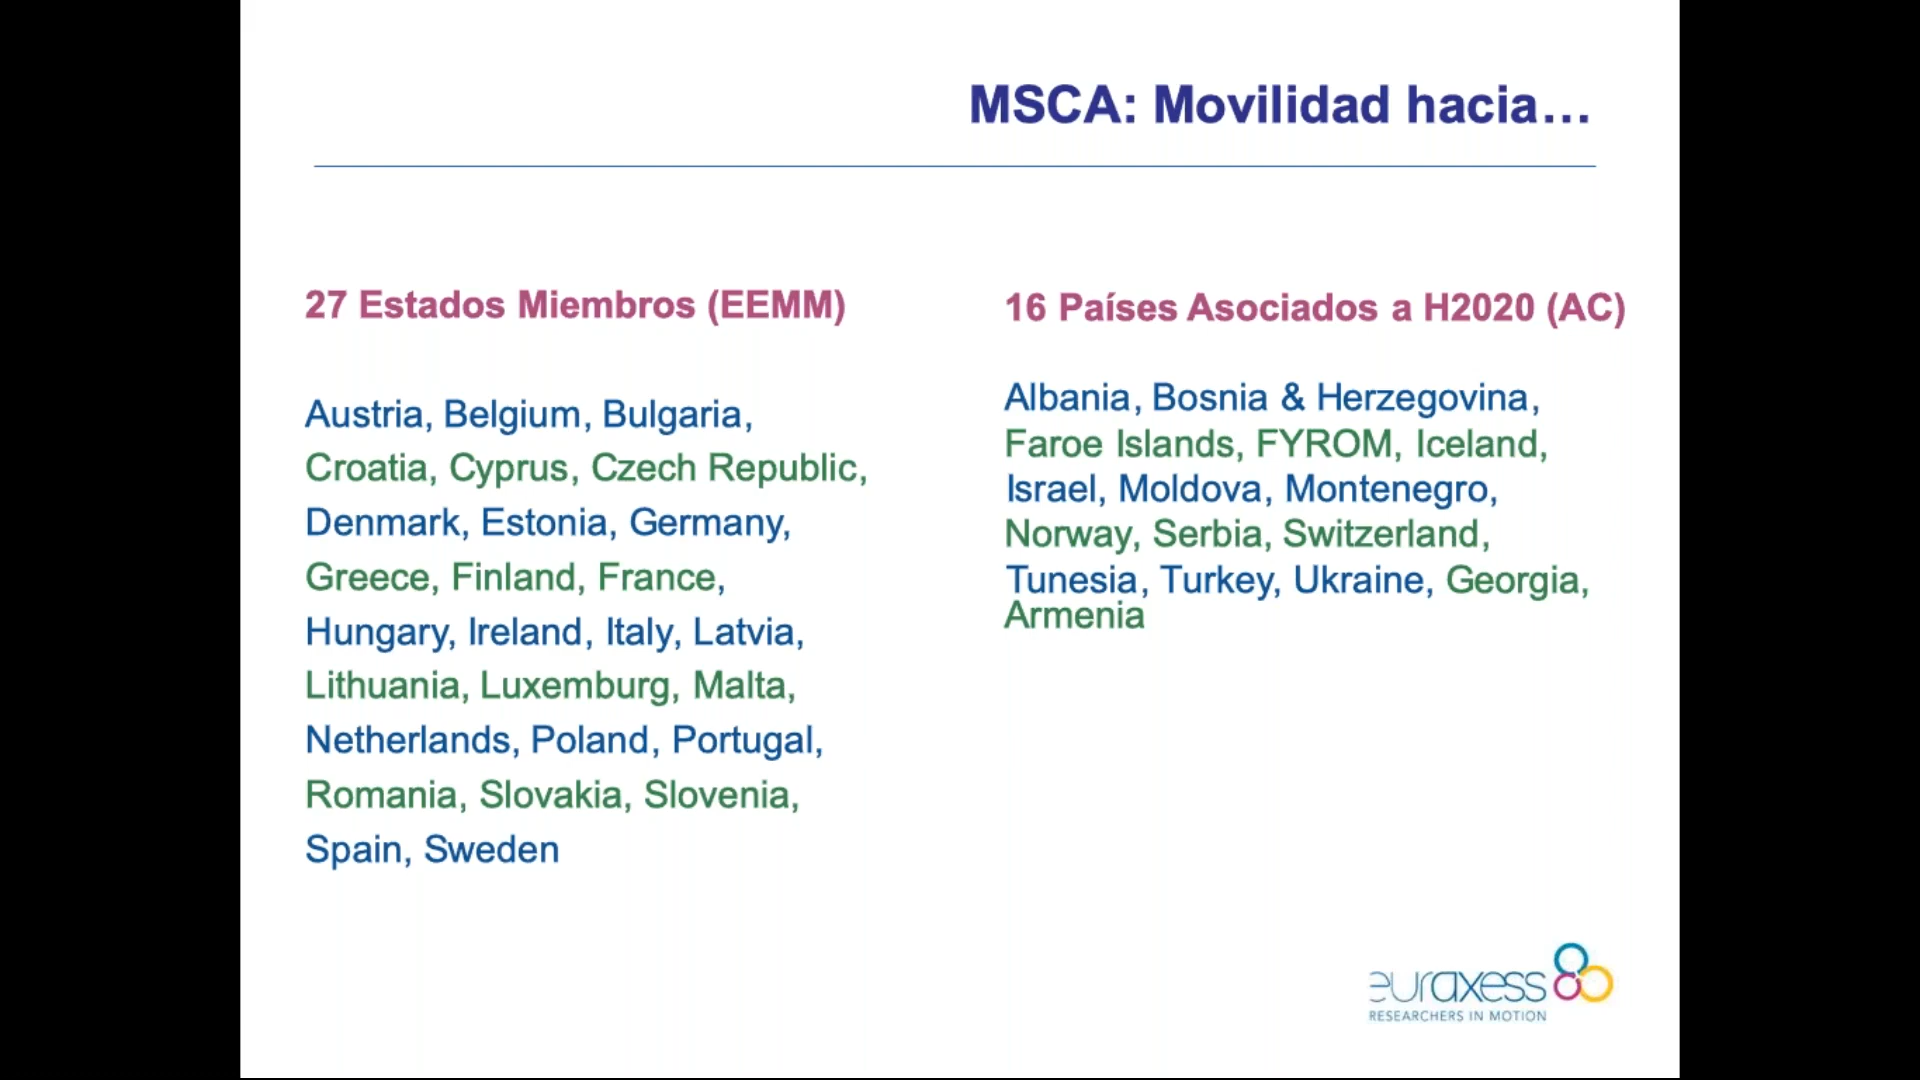 MSCA: Movilidad hacia…
27 Estados Miembros (EEMM)
Austria, Belgium, Bulgaria,
Croatia, Cyprus, Czech Republic,
Denmark, Estonia, Germany,
Greece, Finland, France,
Hungary, Ireland, Italy, Latvia,
Lithuania, Luxemburg, Malta,
Netherlands, Poland, Portugal,
Romania, Slovakia, Slovenia,
Spain, Sweden
16 Países Asociados a H2020 (AC)
Albania, Bosnia & Herzegovina,
Faroe Islands, FYROM, Iceland,
Israel, Moldova, Montenegro,
Norway, Serbia, Switzerland,
Tunesia, Turkey, Ukraine, Georgia,
Armenia
euraxess
RESEARCHERS IN MOTION